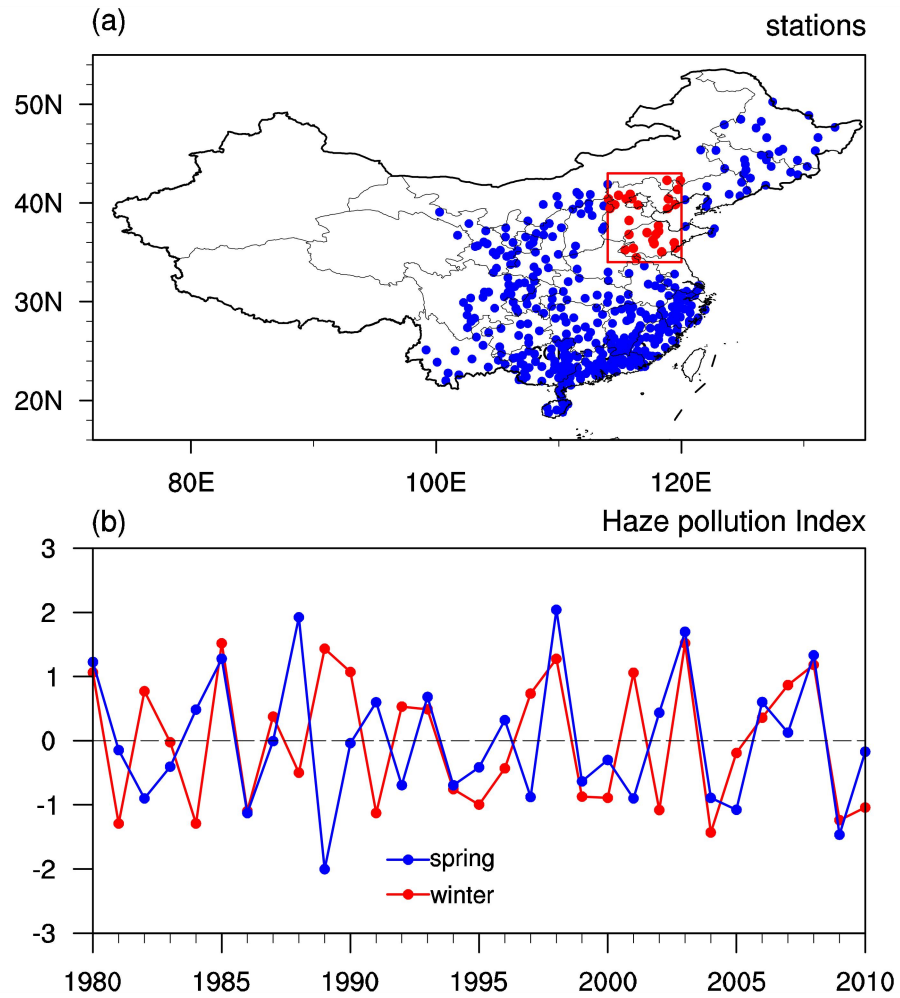 (a)
stations
50N
40N
30N
20N
80E 100E 120E
(b)
Haze pollution Index
3
2
1
0
-1
-2
-3
spring
winter
1980 1985 1990 1995 2000 2005 2010